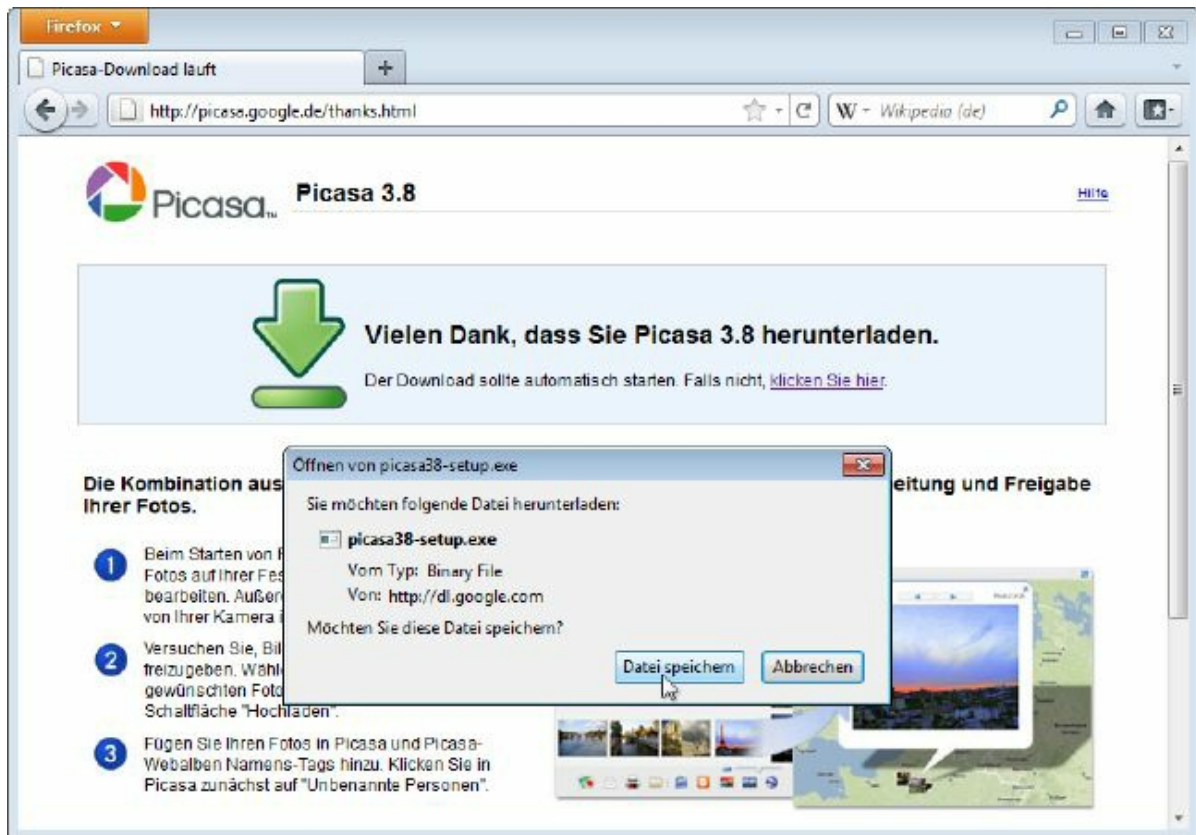 Firefox
Picasa-Download läuft
http://picasa.google.de/thanks.html
W - Wikipedia (de)
Picasa™
Picasa 3.8
Hilfe
Vielen Dank, dass Sie Picasa 3.8 herunterladen.
Der Download sollte automatisch starten. Falls nicht, klicken Sie hier.
Die Kombination aus
eitung und Freigabe
Ihrer Fotos.
Öffnen von picasa38-setup.exe
Sie möchten folgende Datei herunterladen:
picasa38-setup.exe
Vom Typ: Binary File
Von: http://dl.google.com
Möchten Sie diese Datei speichern?
Datei speichern
Abbrechen
1
Beim Starten von
Fotos auf Ihrer Fes
bearbeiten. Außer
von Ihrer Kamera
2
Versuchen Sie, Bil
freizugeben. Wähl
gewünschten Foto
Schaltfläche "Hochladen".
3
Fügen Sie Ihren Fotos in Picasa und Picasa-
Webalben Namens-Tags hinzu. Klicken Sie in
Picasa zunächst auf "Unbenannte Personen".